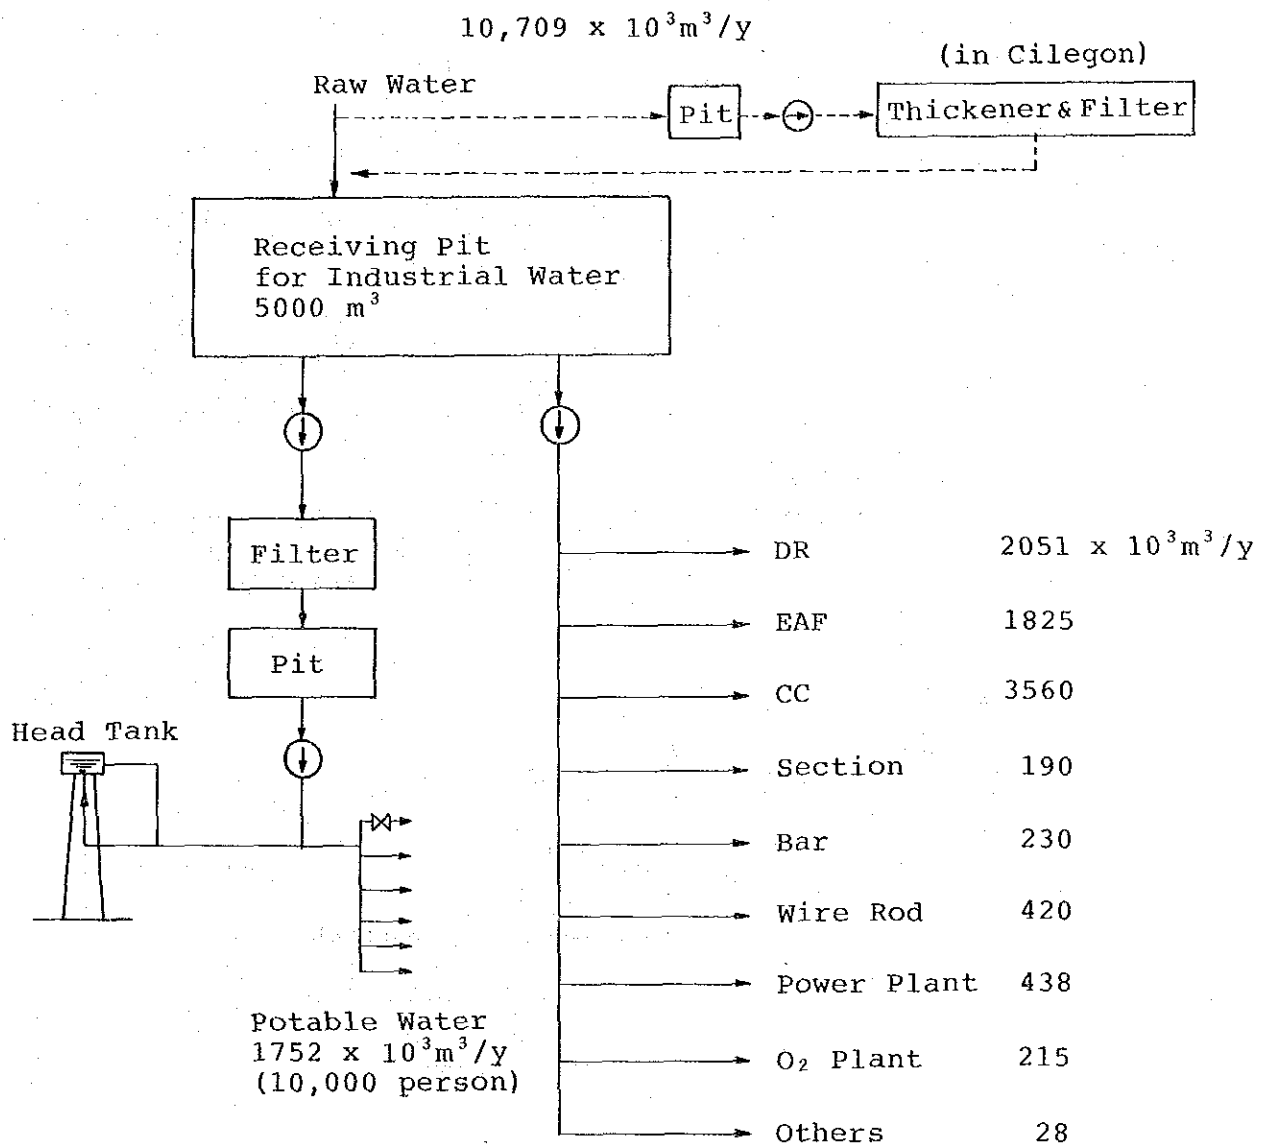 10,709 x 10³m³/y
(in Cilegon)
Raw Water
Pit
Thickener & Filter
Receiving Pit
for Industrial Water
5000 m³
Filter
Pit
Head Tank
Potable Water
1752 x 10³m³/y
(10,000 person)
DR 2051 x 10³m³/y
EAF 1825
CC 3560
Section 190
Bar 230
Wire Rod 420
Power Plant 438
O₂ Plant 215
Others 28